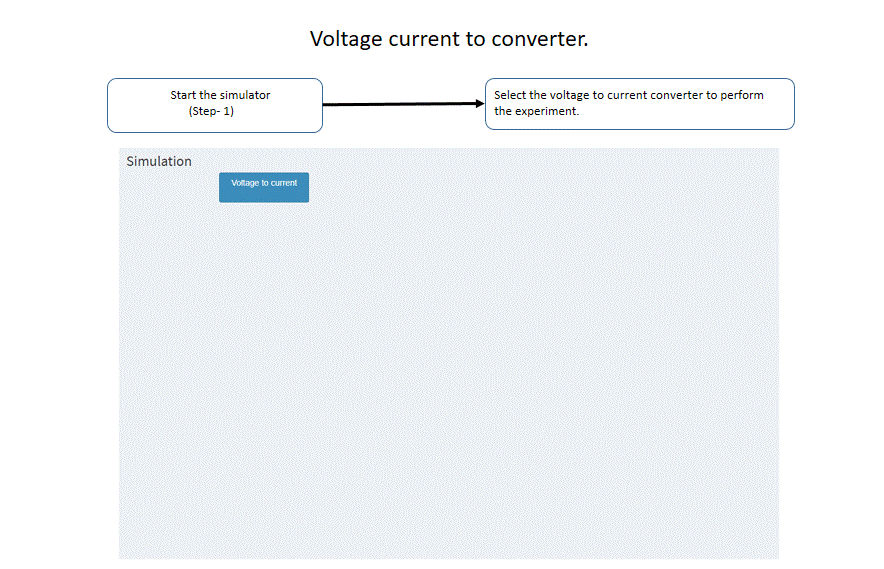 Voltage current to converter.
Start the simulator
(Step- 1)
Select the voltage to current converter to perform
the experiment.
Simulation
Voltage to current